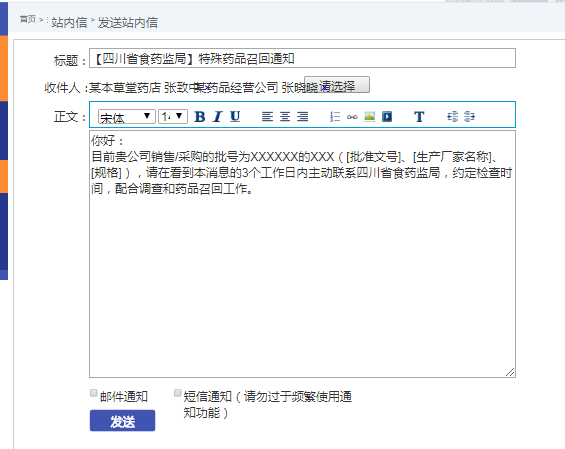 首页 > 站内信 > 发送站内信
标题：【四川省食药监局】特殊药品召回通知
收件人：某本草堂药店 张致中 某药品经营公司 张晓晓 请选择
正文：宋体 14 B I U T
你好：
目前贵公司销售/采购的批号为XXXXXX的XXX（[批准文号]、[生产厂家名称]、
[规格]），请在看到本消息的3个工作日内主动联系四川省食药监局，约定检查时
间，配合调查和药品召回工作。
邮件通知 短信通知（请勿过于频繁使用通
知功能）
发送